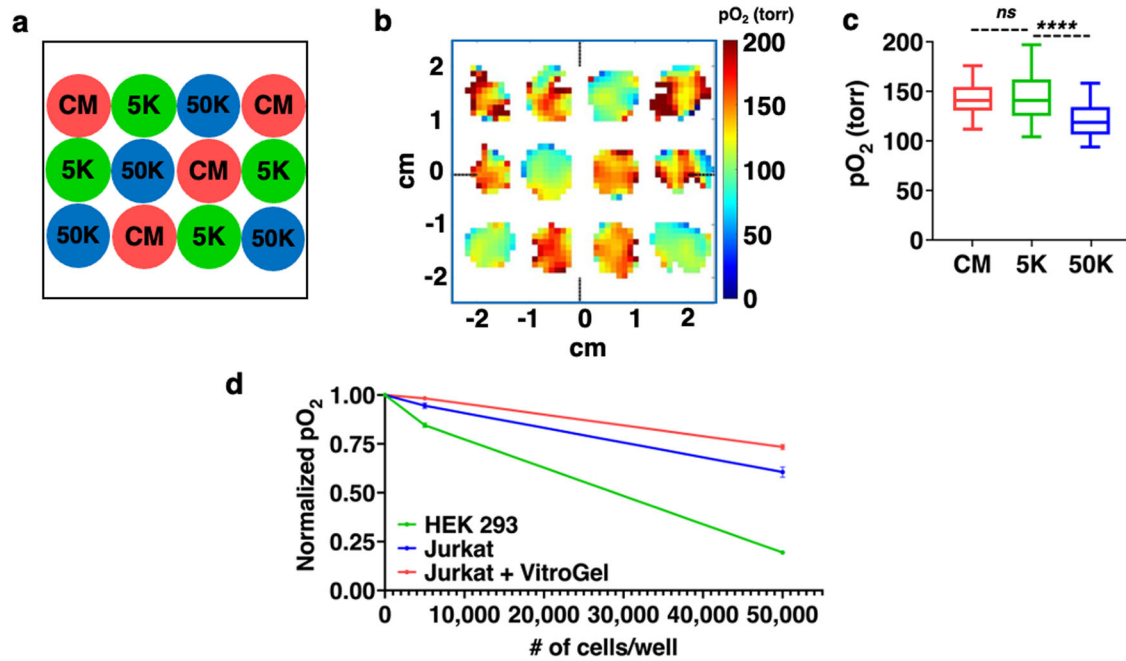 a
CM 5K 50K CM
5K 50K CM 5K
50K CM 5K 50K
b
pO2 (torr)
200
150
100
50
0
2
1
0
-1
-2
cm
-2 -1 0 1 2
cm
c
ns ****
200
150
100
50
0
pO2 (torr)
CM 5K 50K
d
1.00
0.75
0.50
0.25
0.00
Normalized pO2
HEK 293
Jurkat
Jurkat + VitroGel
0 10,000 20,000 30,000 40,000 50,000
# of cells/well